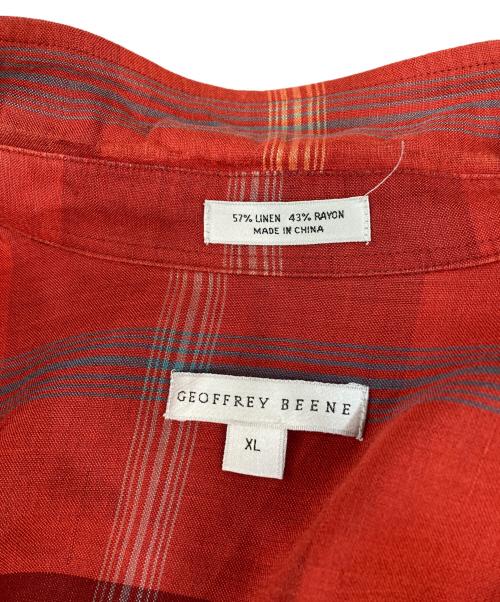 57% LINEN 43% RAYON
MADE IN CHINA
GEOFFREY BEENE
XL